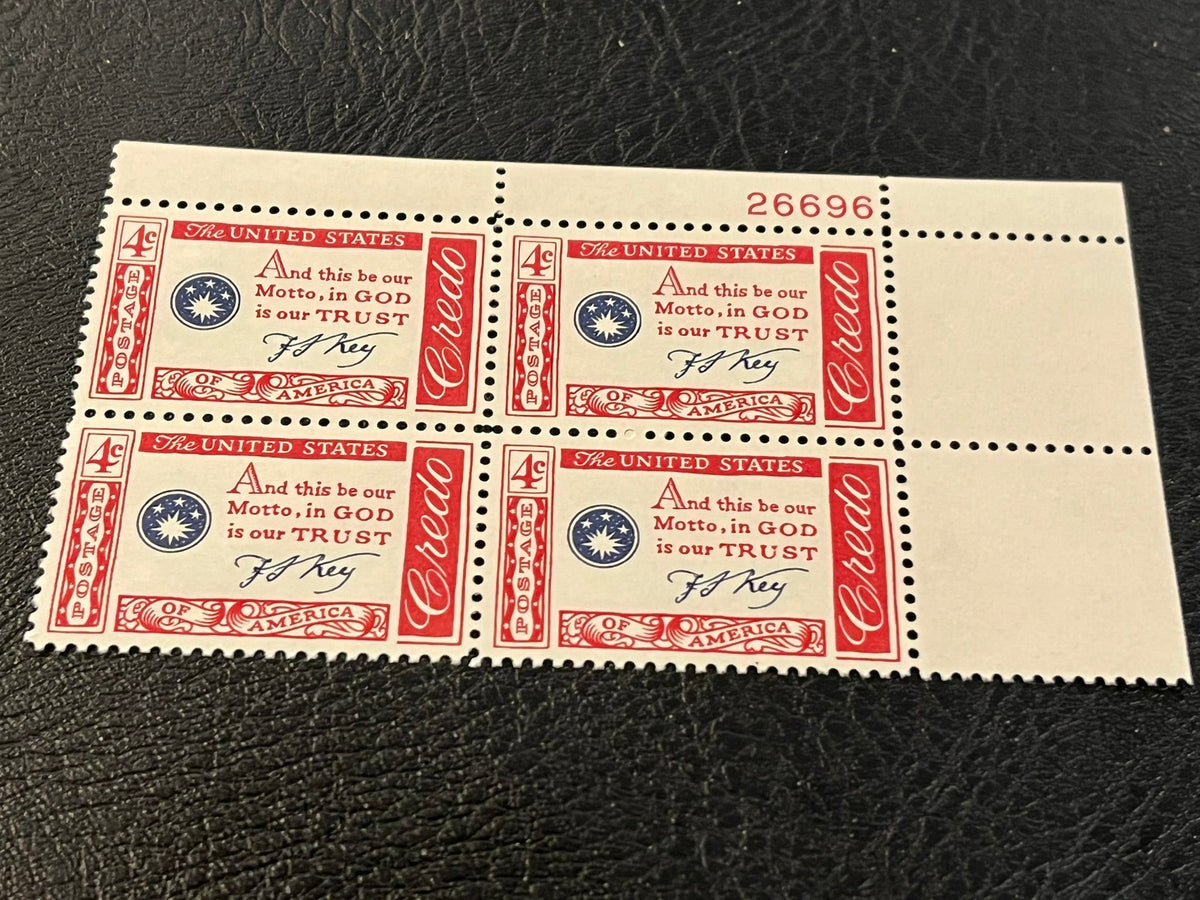 26696
4c
The UNITED STATES
POSTAGE
And this be our
Motto, in GOD
is our TRUST
F S Key
Credo
OF AMERICA
4c
The UNITED STATES
POSTAGE
And this be our
Motto, in GOD
is our TRUST
F S Key
Credo
OF AMERICA
4c
The UNITED STATES
POSTAGE
And this be our
Motto, in GOD
is our TRUST
F S Key
Credo
OF AMERICA
4c
The UNITED STATES
POSTAGE
And this be our
Motto, in GOD
is our TRUST
F S Key
Credo
OF AMERICA